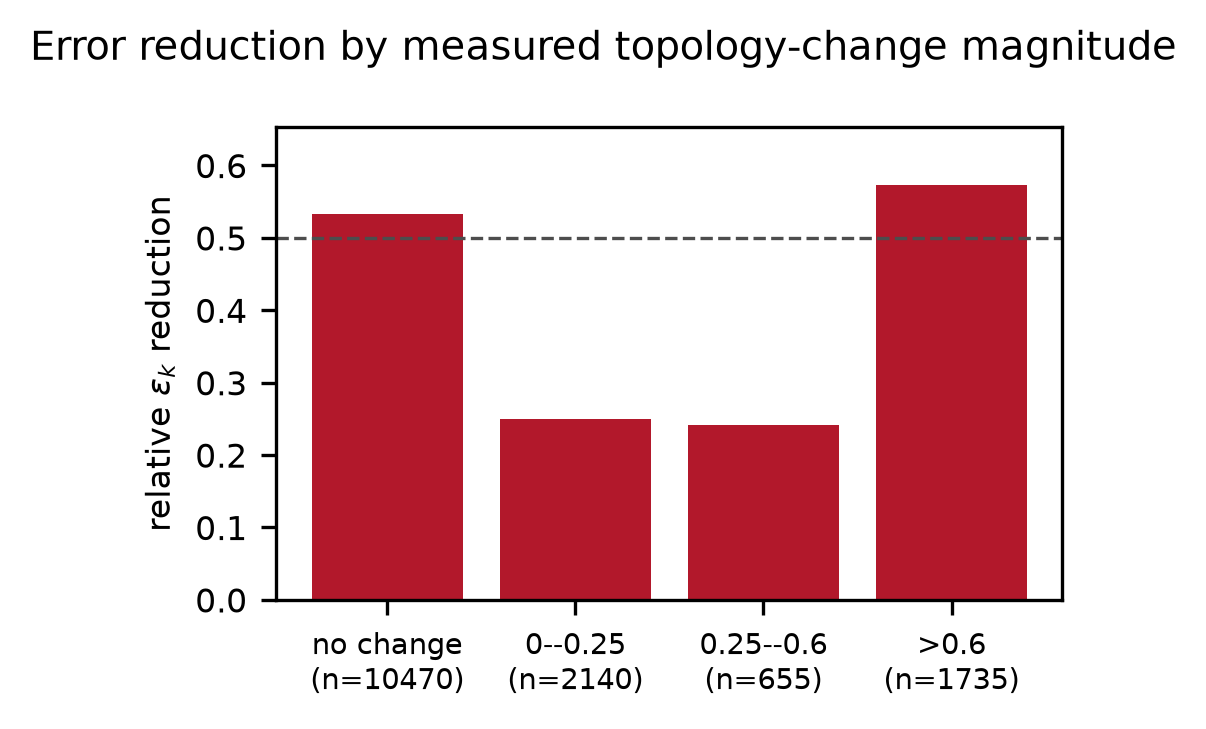 Error reduction by measured topology-change magnitude
relative εk reduction
0.6
0.5
0.4
0.3
0.2
0.1
0.0
no change 0--0.25 0.25--0.6 >0.6
(n=10470) (n=2140) (n=655) (n=1735)